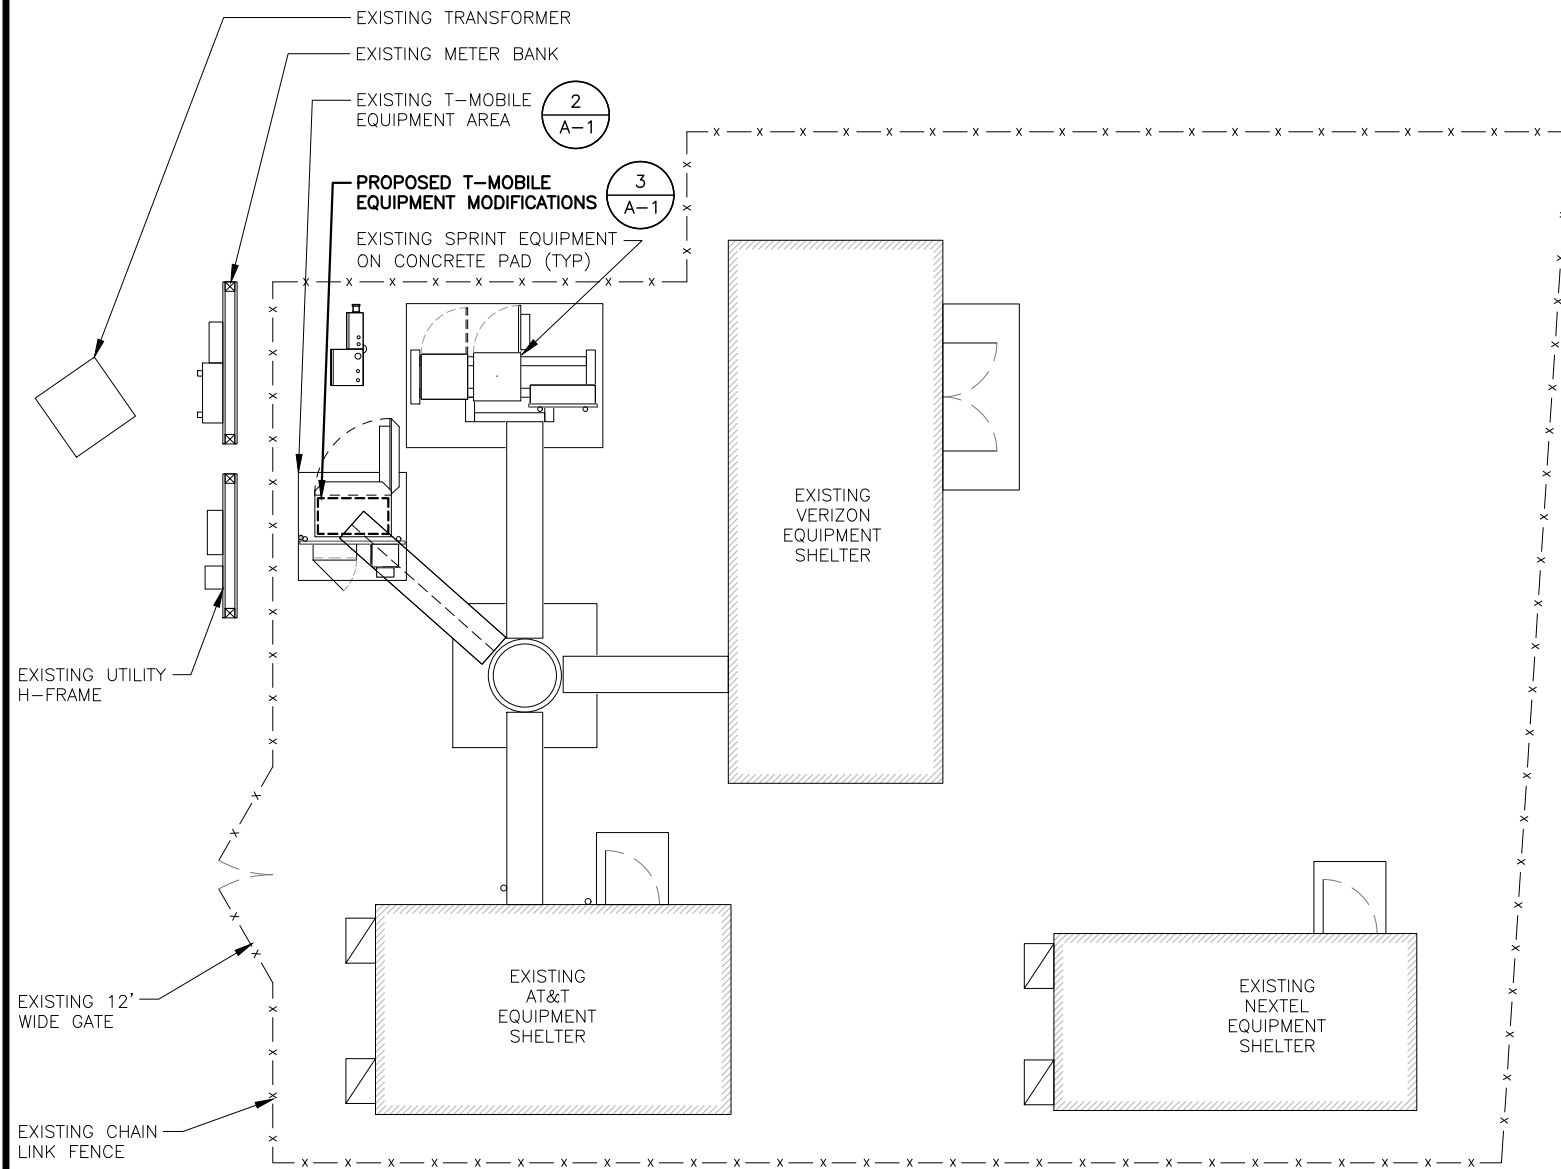 EXISTING TRANSFORMER
EXISTING METER BANK
EXISTING T-MOBILE
EQUIPMENT AREA
2
A-1
PROPOSED T-MOBILE
EQUIPMENT MODIFICATIONS
3
A-1
EXISTING SPRINT EQUIPMENT
ON CONCRETE PAD (TYP)
EXISTING
VERIZON
EQUIPMENT
SHELTER
EXISTING UTILITY
H-FRAME
EXISTING 12'
WIDE GATE
EXISTING
AT&T
EQUIPMENT
SHELTER
EXISTING
NEXTEL
EQUIPMENT
SHELTER
EXISTING CHAIN
LINK FENCE